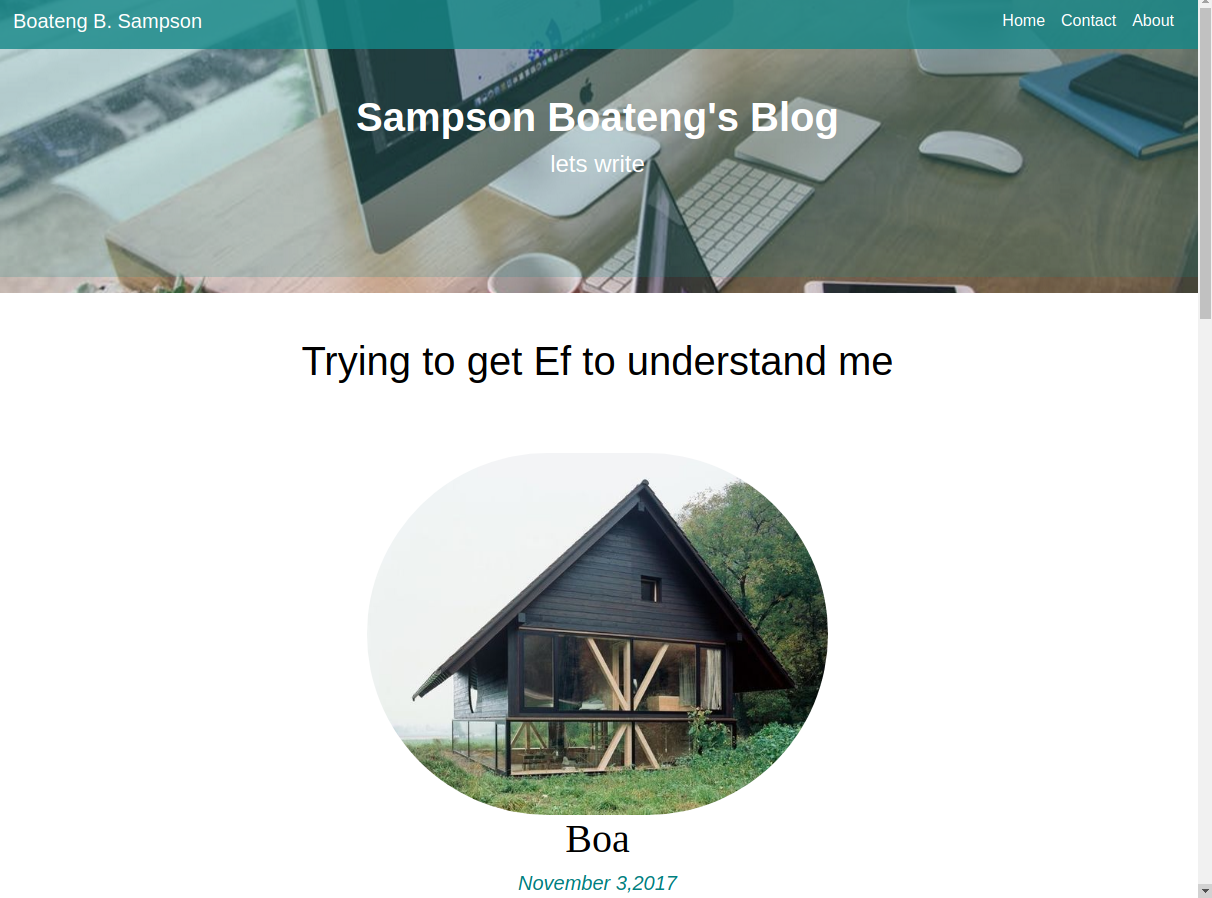 Boateng B. Sampson
Home Contact About
Sampson Boateng's Blog
lets write
Trying to get Ef to understand me
Boa
November 3,2017